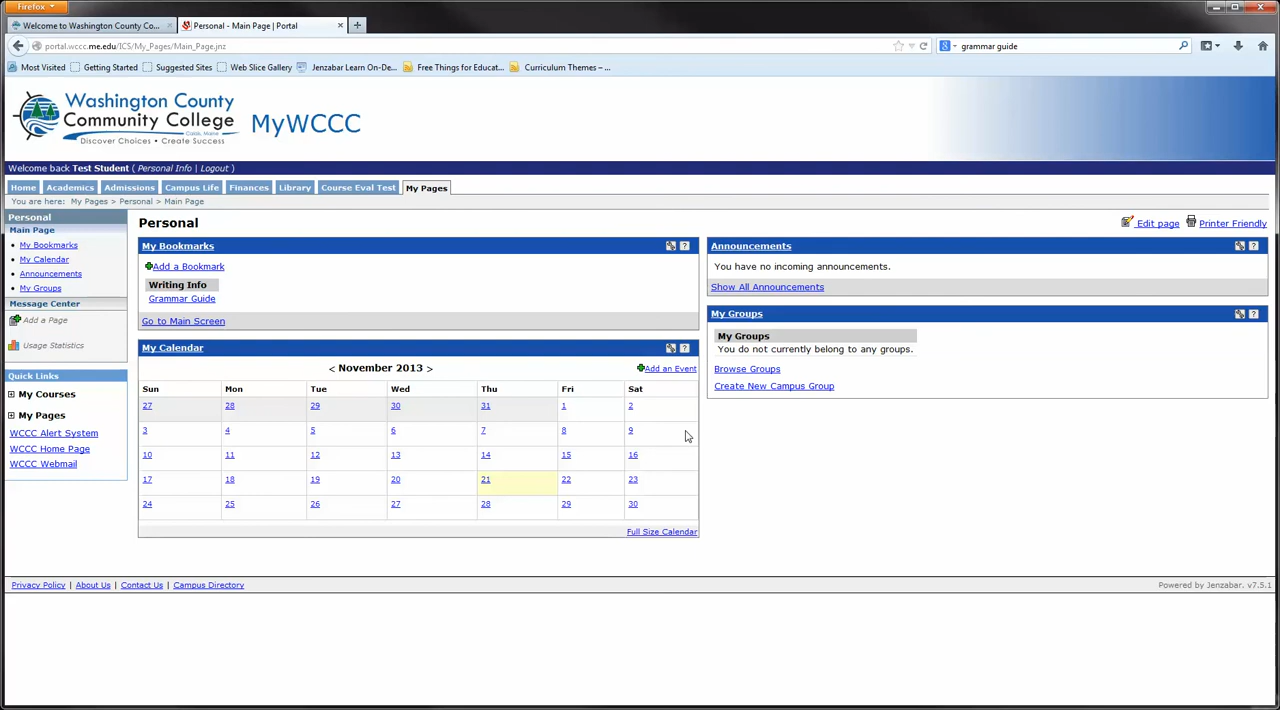 Firefox
Welcome to Washington County Co...
Personal - Main Page | Portal
portal.wccc.me.edu/ICS/My_Pages/Main_Page.jnz
grammar guide
Most Visited
Getting Started
Suggested Sites
Web Slice Gallery
Jenzabar Learn On-De...
Free Things for Educat...
Curriculum Themes – ...
Washington County
Community College
Calais, Maine
Discover Choices • Create Success
MyWCCC
Welcome back Test Student ( Personal Info | Logout )
Home
Academics
Admissions
Campus Life
Finances
Library
Course Eval Test
My Pages
You are here: My Pages > Personal > Main Page
Personal
Main Page
My Bookmarks
My Calendar
Announcements
My Groups
Message Center
Add a Page
Usage Statistics
Quick Links
My Courses
My Pages
WCCC Alert System
WCCC Home Page
WCCC Webmail
Personal
Edit page
Printer Friendly
My Bookmarks
?
Add a Bookmark
Writing Info
Grammar Guide
Go to Main Screen
My Calendar
?
< November 2013 >
Add an Event
Sun Mon Tue Wed Thu Fri Sat
27 28 29 30 31 1 2
3 4 5 6 7 8 9
10 11 12 13 14 15 16
17 18 19 20 21 22 23
24 25 26 27 28 29 30
Full Size Calendar
Announcements
?
You have no incoming announcements.
Show All Announcements
My Groups
?
My Groups
You do not currently belong to any groups.
Browse Groups
Create New Campus Group
Privacy Policy | About Us | Contact Us | Campus Directory
Powered by Jenzabar. v7.5.1